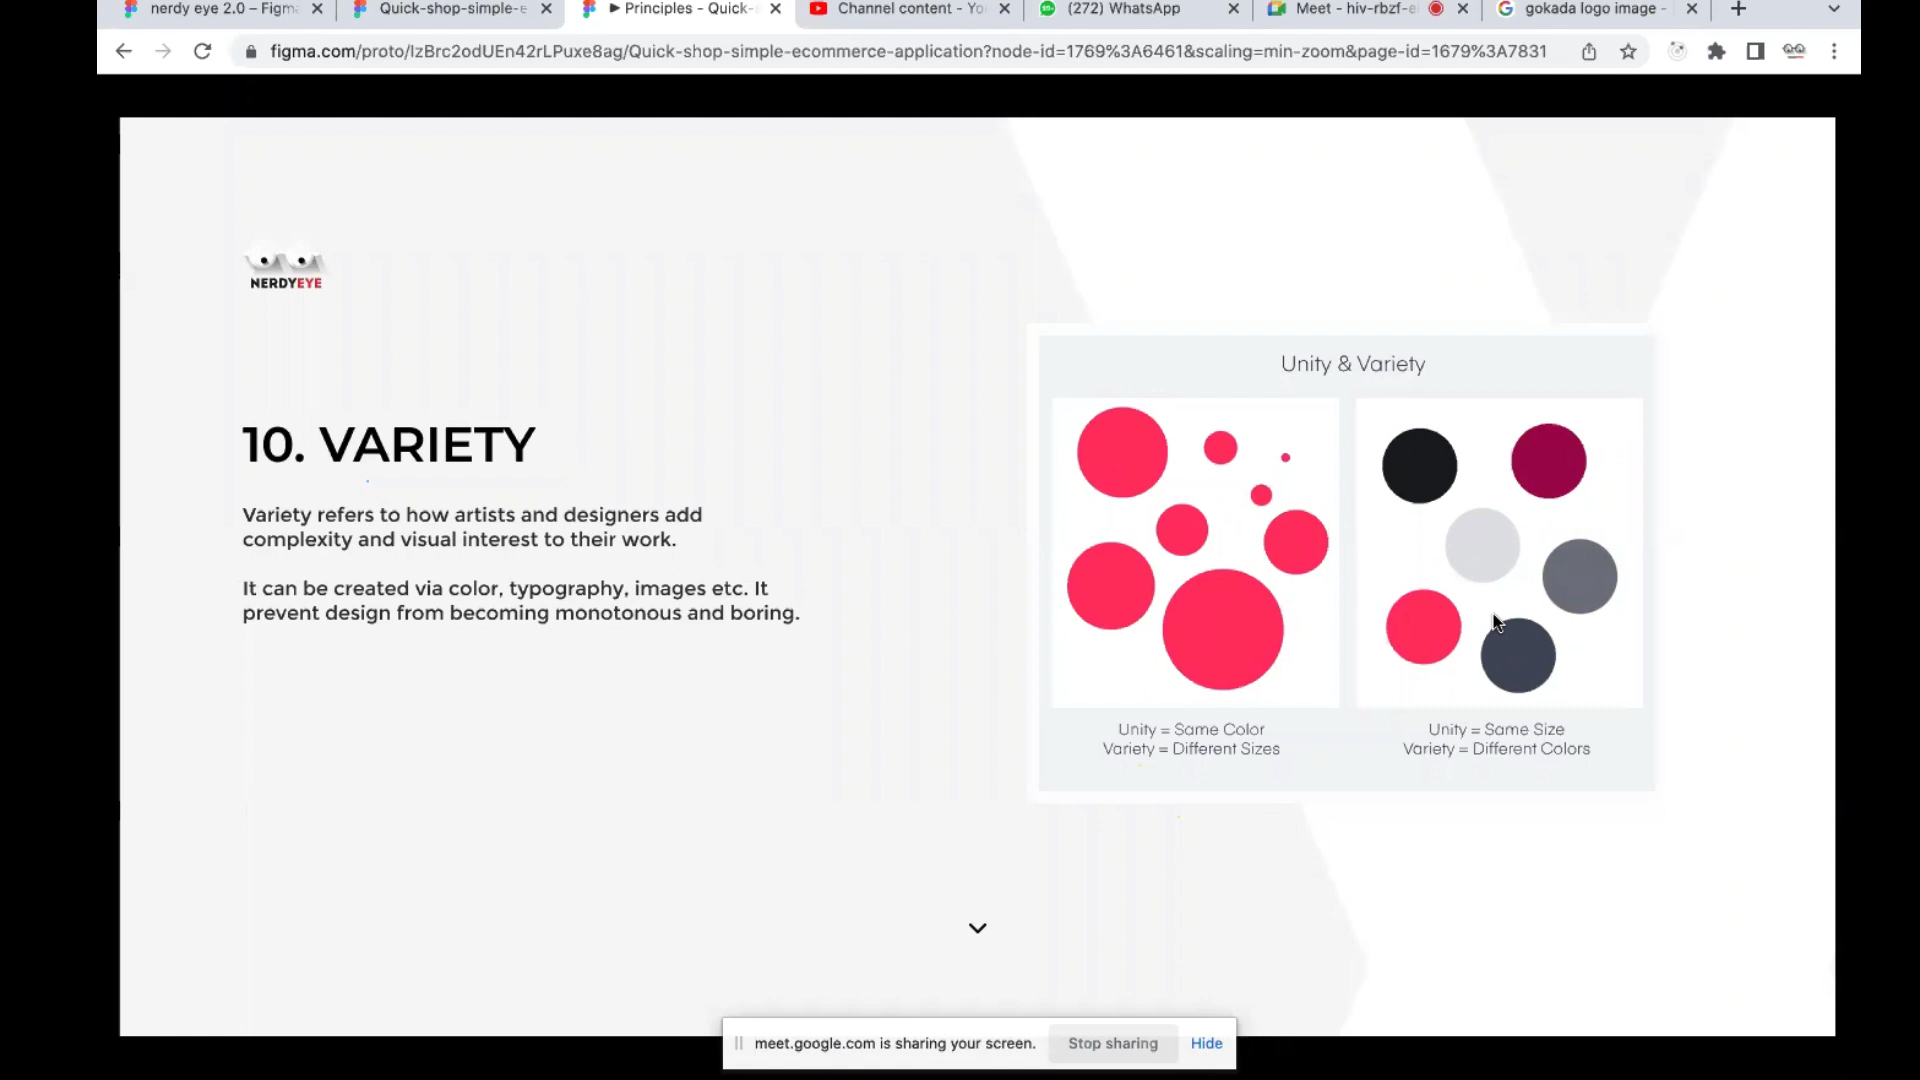 nerdy eye 2.0 – Figm
Quick-shop-simple-e
Principles - Quick-
Channel content - Yo
(272) WhatsApp
Meet - hiv-rbzf-e
gokada logo image -
figma.com/proto/IzBrc2odUEn42rLPuxe8ag/Quick-shop-simple-ecommerce-application?node-id=1769%3A6461&scaling=min-zoom&page-id=1679%3A7831
NERDYEYE
10. VARIETY
Variety refers to how artists and designers add
complexity and visual interest to their work.
It can be created via color, typography, images etc. It
prevent design from becoming monotonous and boring.
Unity & Variety
Unity = Same Color
Variety = Different Sizes
Unity = Same Size
Variety = Different Colors
meet.google.com is sharing your screen.
Stop sharing
Hide